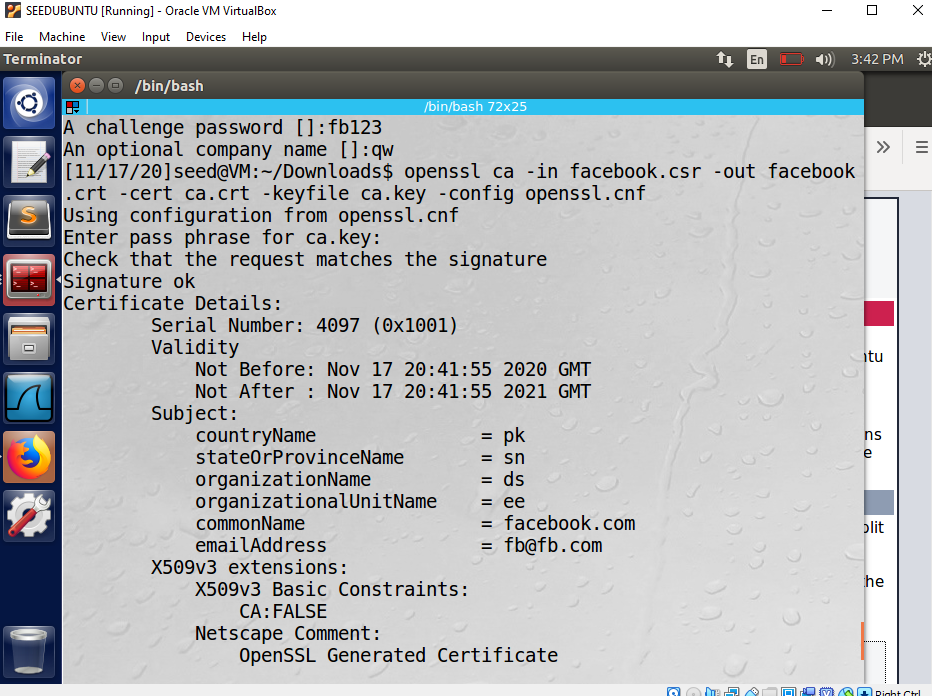 SEEDUBUNTU [Running] - Oracle VM VirtualBox
File Machine View Input Devices Help
Terminator En 3:42 PM
/bin/bash
/bin/bash 72x25
A challenge password []:fb123
An optional company name []:qw
[11/17/20]seed@VM:~/Downloads$ openssl ca -in facebook.csr -out facebook
.crt -cert ca.crt -keyfile ca.key -config openssl.cnf
Using configuration from openssl.cnf
Enter pass phrase for ca.key:
Check that the request matches the signature
Signature ok
Certificate Details:
Serial Number: 4097 (0x1001)
Validity
Not Before: Nov 17 20:41:55 2020 GMT
Not After : Nov 17 20:41:55 2021 GMT
Subject:
countryName = pk
stateOrProvinceName = sn
organizationName = ds
organizationalUnitName = ee
commonName = facebook.com
emailAddress = fb@fb.com
X509v3 extensions:
X509v3 Basic Constraints:
CA:FALSE
Netscape Comment:
OpenSSL Generated Certificate
Right Ctrl